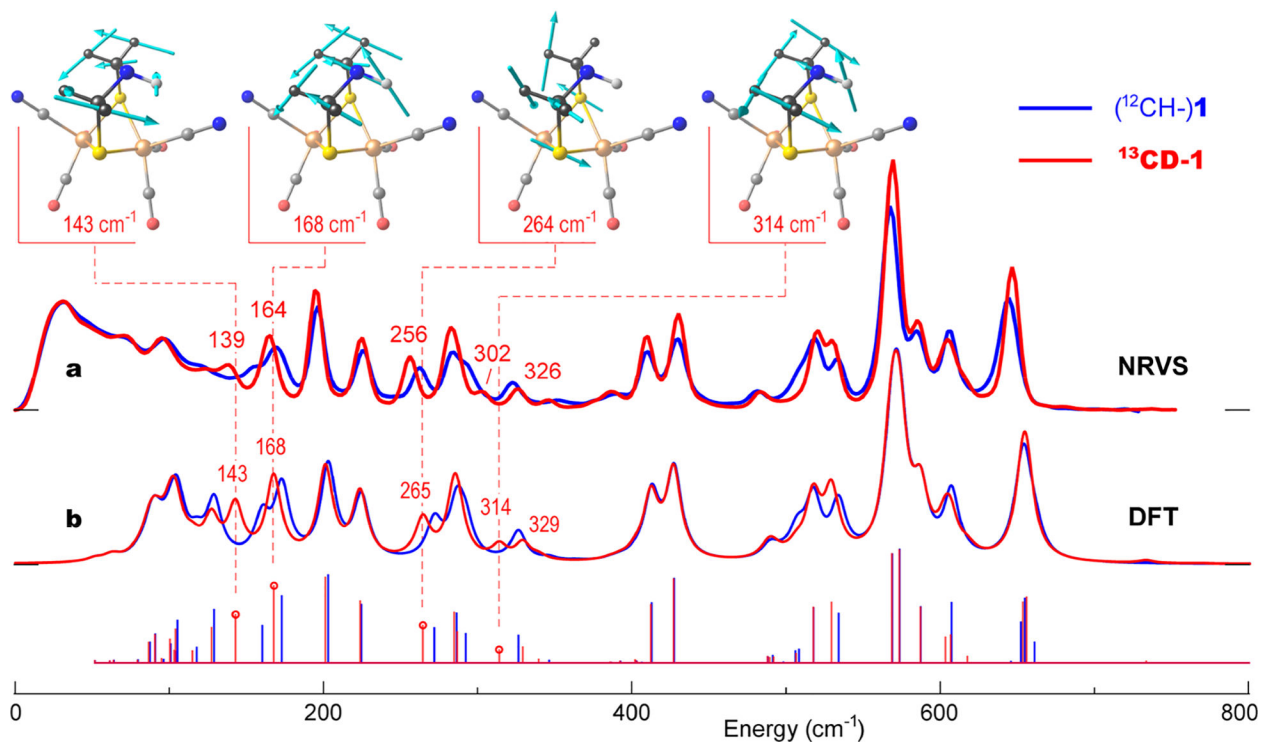 (¹²CH-)1
¹³CD-1
143 cm⁻¹
168 cm⁻¹
264 cm⁻¹
314 cm⁻¹
139
164
256
302
326
a
NRVS
143
168
265
314
329
b
DFT
0
200
400
600
800
Energy (cm⁻¹)